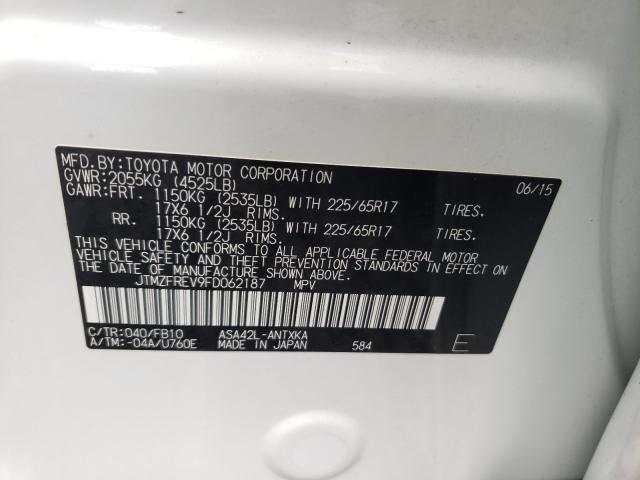 MFD.BY:TOYOTA MOTOR CORPORATION 06/15
GVWR:2055KG (4525LB)
GAWR:FRT. 1150KG (2535LB) WITH 225/65R17 TIRES.
17X6 1/2J RIMS.
RR. 1150KG (2535LB) WITH 225/65R17 TIRES.
17X6 1/2J RIMS.
THIS VEHICLE CONFORMS TO ALL APPLICABLE FEDERAL MOTOR
VEHICLE SAFETY AND THEFT PREVENTION STANDARDS IN EFFECT
ON THE DATE OF MANUFACTURE SHOWN ABOVE.
JTMZFREV9FD062187 MPV
C/TR:040/FB10 ASA42L-ANTXKA
A/TM:-04A/U760E MADE IN JAPAN 584 E